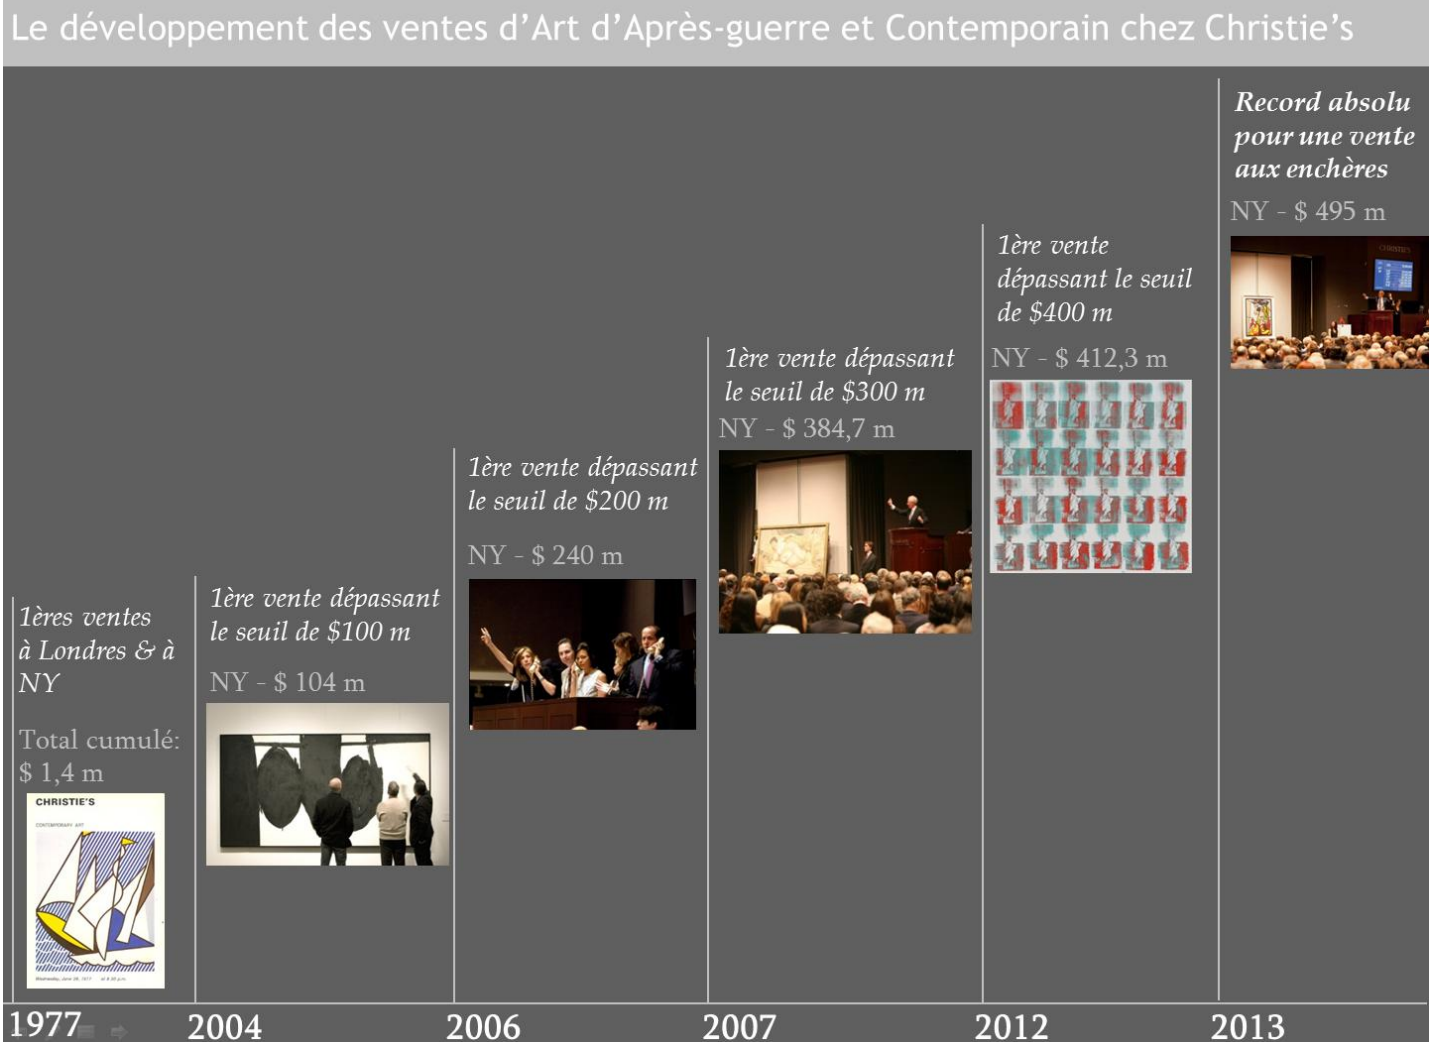 Le développement des ventes d’Art d’Après-guerre et Contemporain chez Christie’s
1ères ventes
à Londres & à
NY
Total cumulé:
$ 1,4 m
CHRISTIE'S
CONTEMPORARY ART
1977
1ère vente dépassant
le seuil de $100 m
NY - $ 104 m
2004
1ère vente dépassant
le seuil de $200 m
NY - $ 240 m
2006
1ère vente dépassant
le seuil de $300 m
NY - $ 384,7 m
2007
1ère vente
dépassant le seuil
de $400 m
NY - $ 412,3 m
2012
Record absolu
pour une vente
aux enchères
NY - $ 495 m
CHRISTIE'S
2013